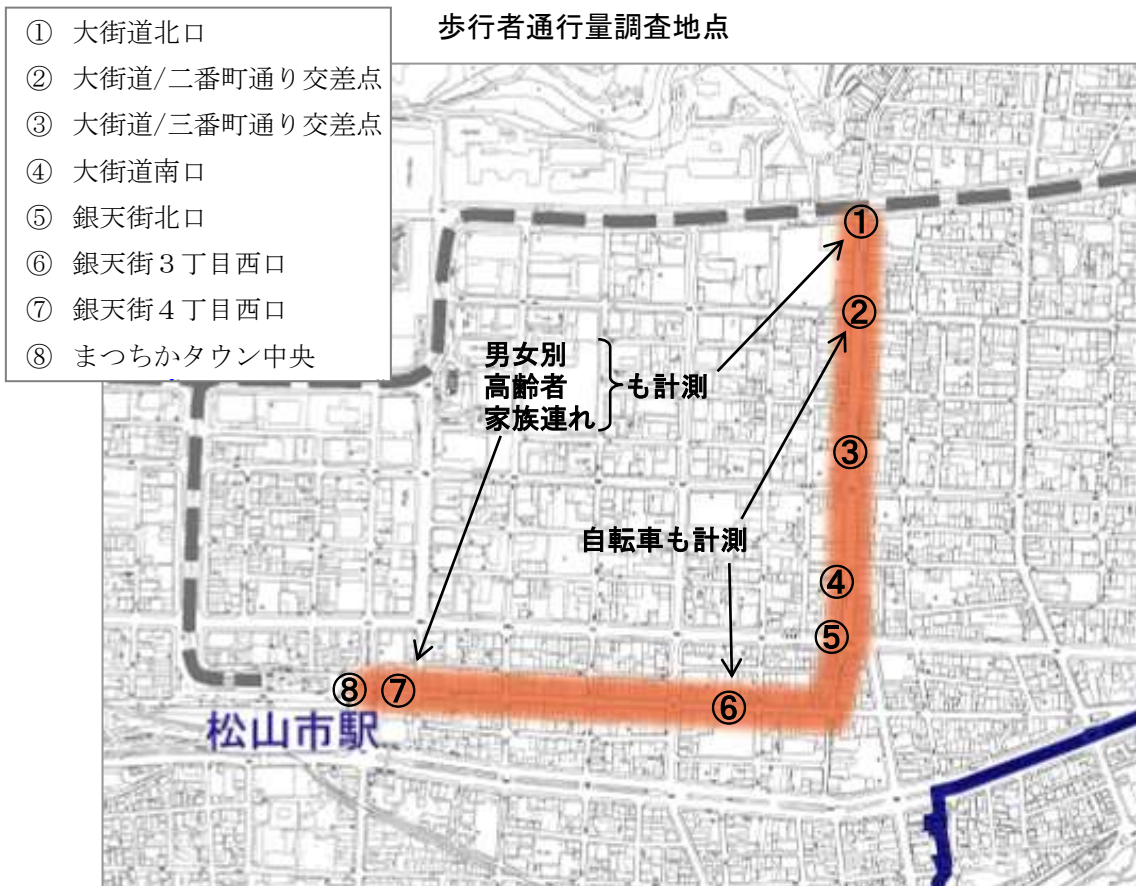 歩行者通行量調査地点
① 大街道北口
② 大街道/二番町通り交差点
③ 大街道/三番町通り交差点
④ 大街道南口
⑤ 銀天街北口
⑥ 銀天街３丁目西口
⑦ 銀天街４丁目西口
⑧ まつちかタウン中央
①
②
男女別
高齢者
家族連れ
も計測
③
自転車も計測
④
⑤
⑧
⑦
⑥
松山市駅